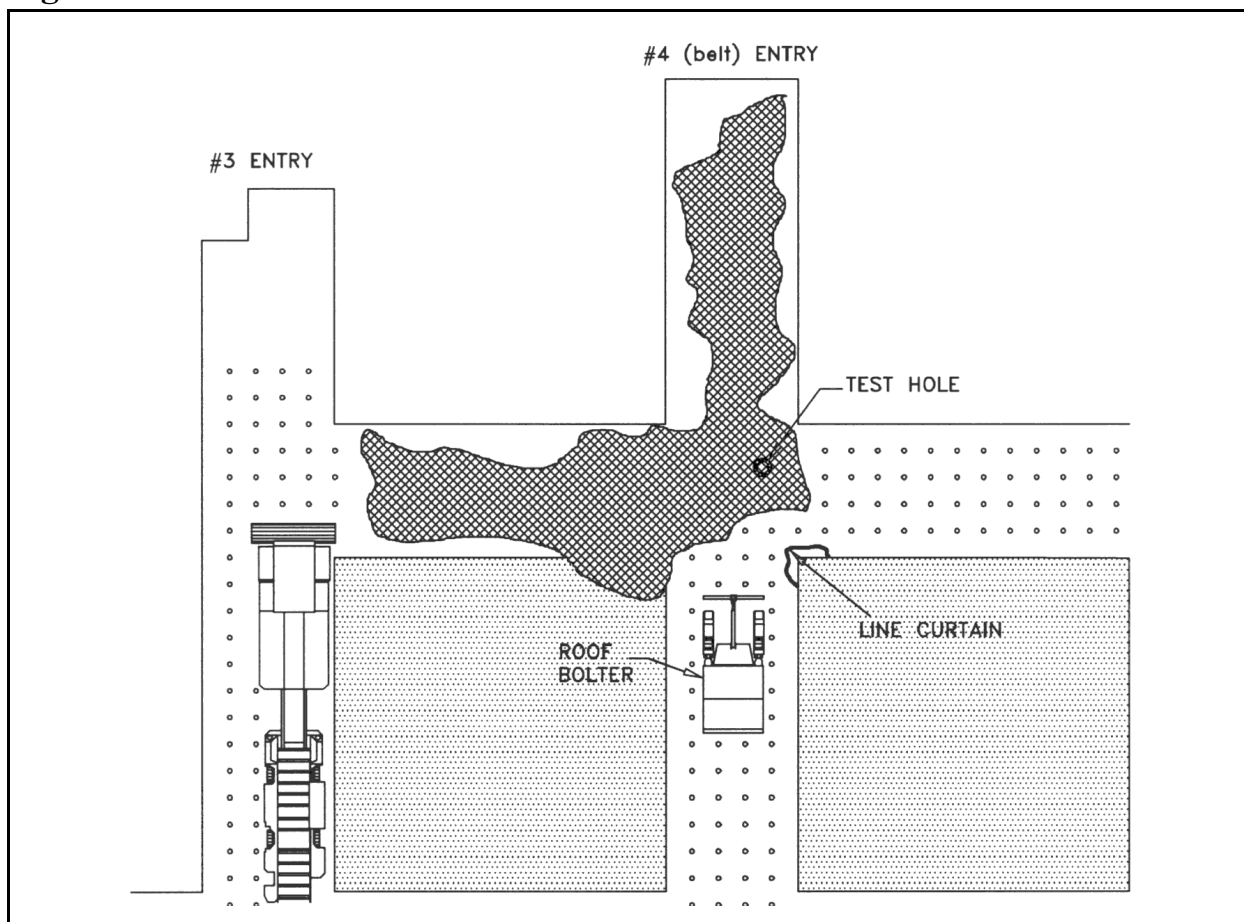 #4 (belt) ENTRY
#3 ENTRY
TEST HOLE
LINE CURTAIN
ROOF
BOLTER